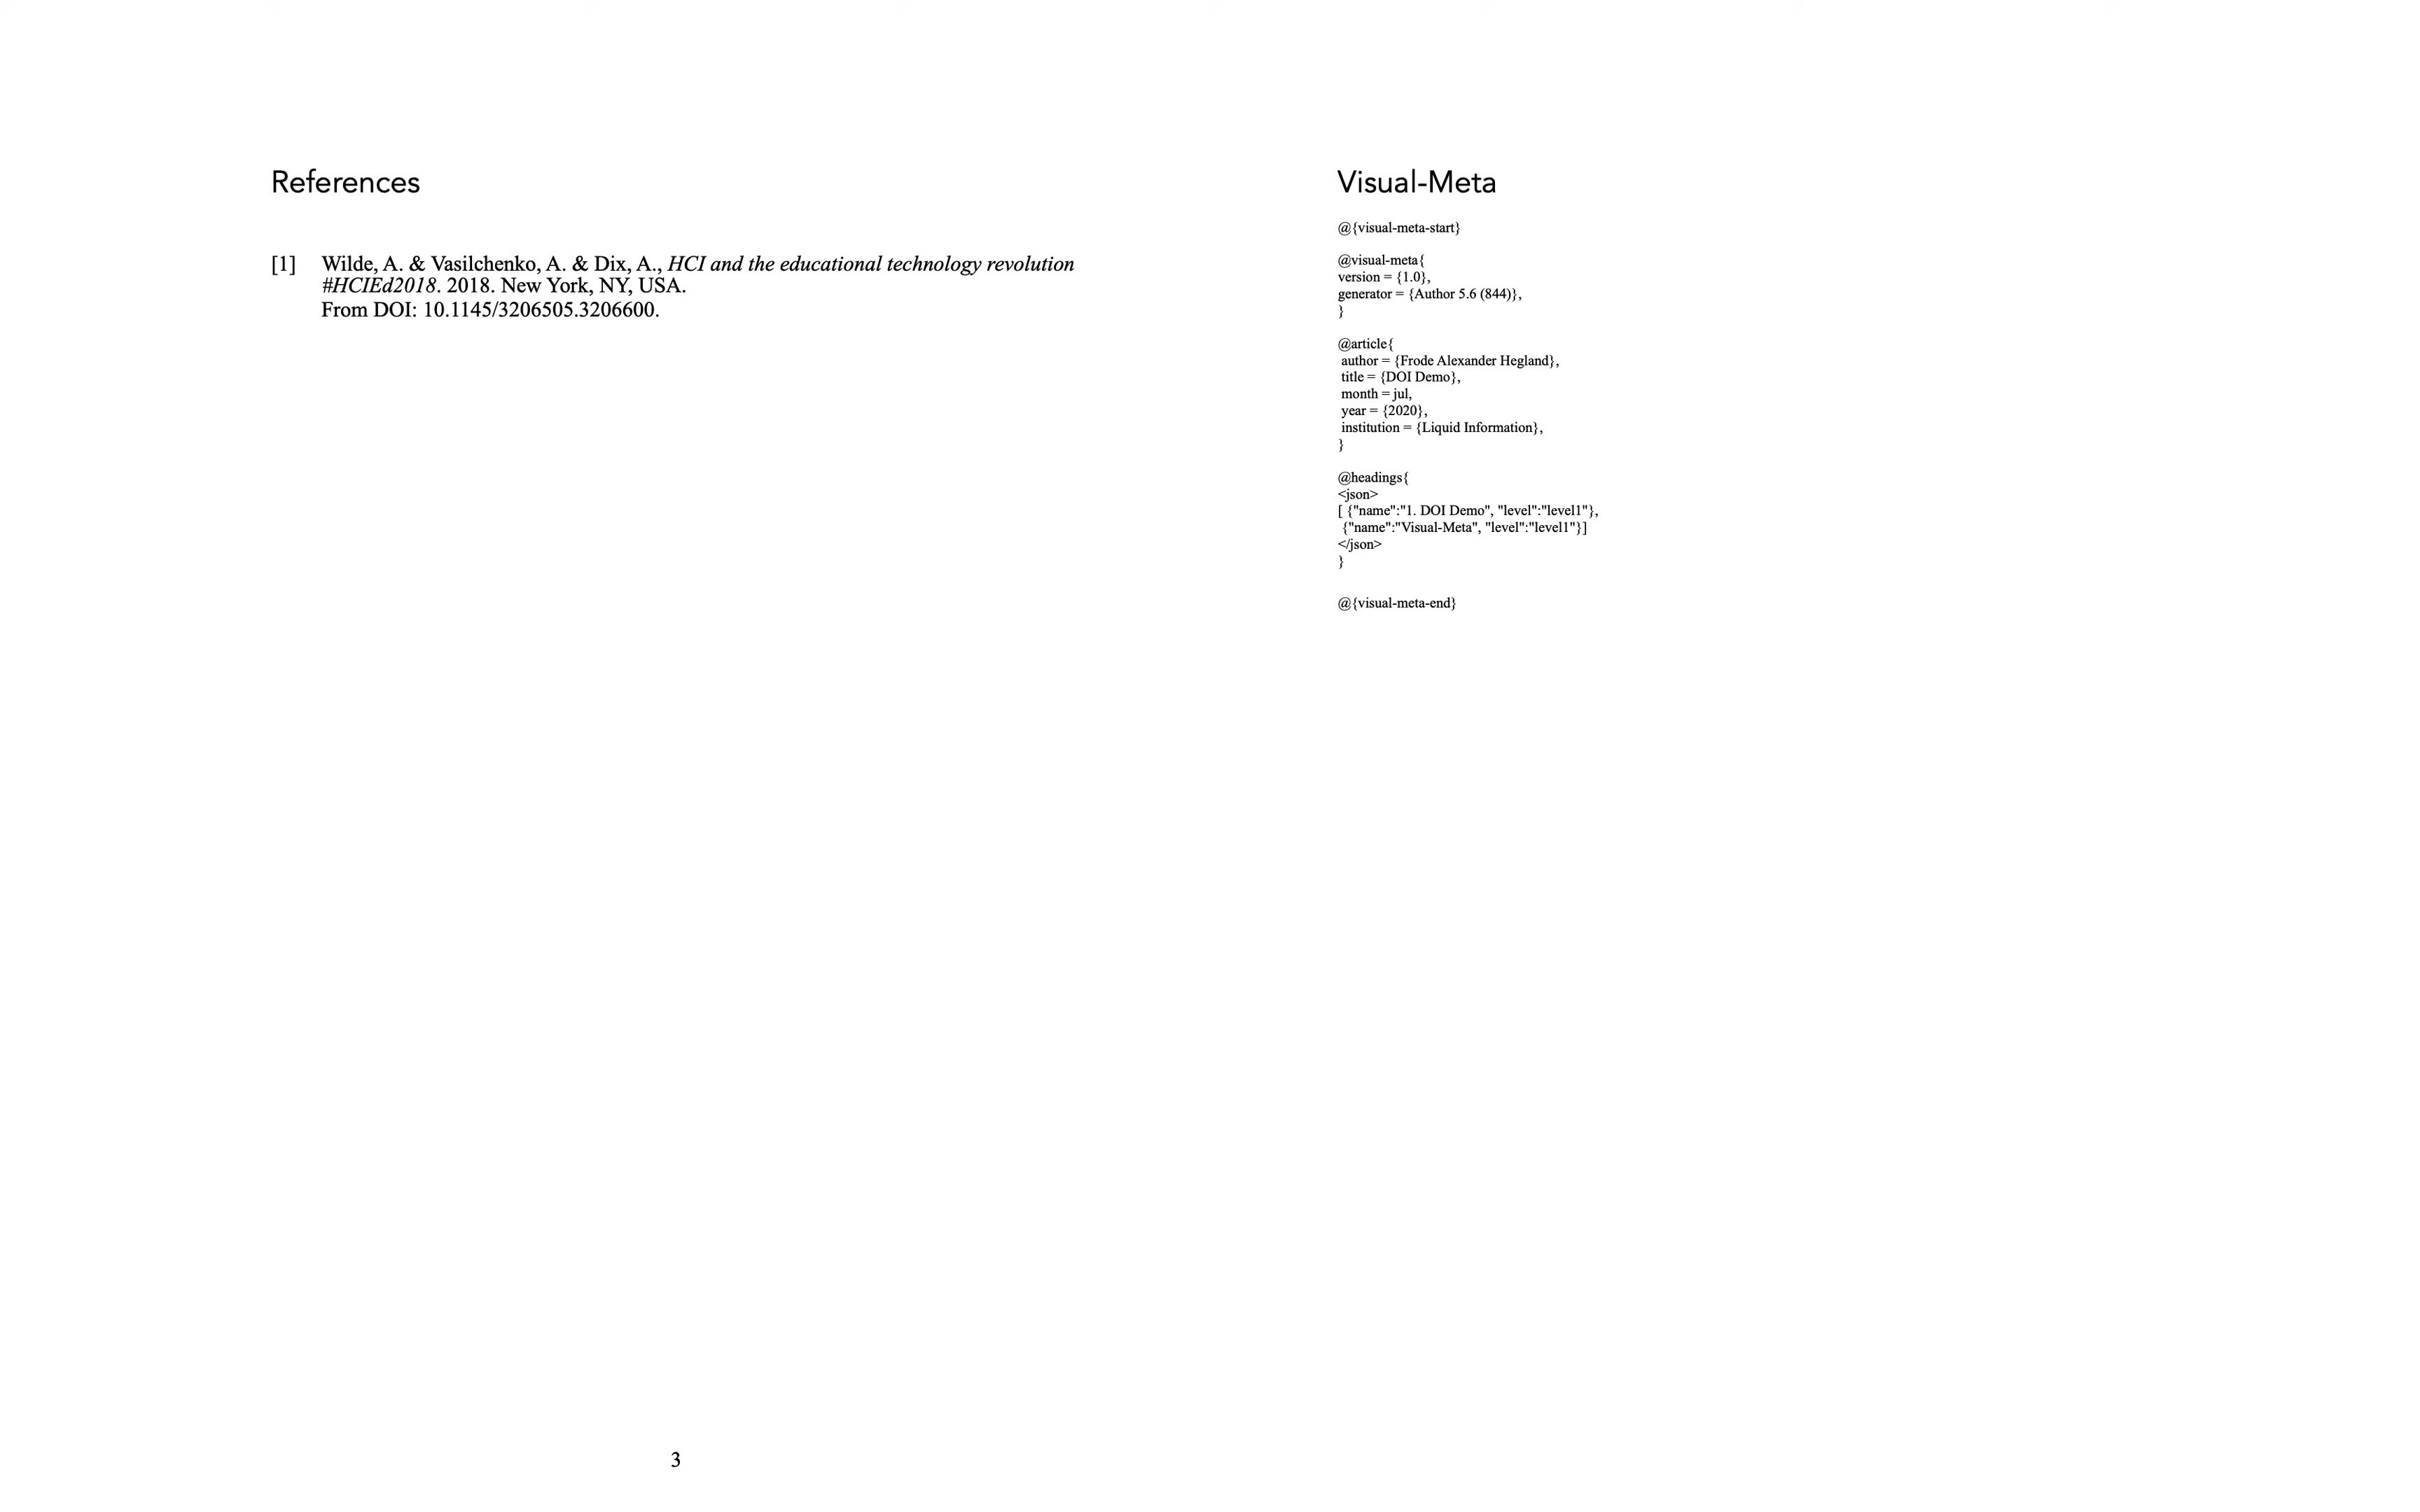 References
[1] Wilde, A. & Vasilchenko, A. & Dix, A., HCI and the educational technology revolution
#HCIEd2018. 2018. New York, NY, USA.
From DOI: 10.1145/3206505.3206600.
3
Visual-Meta
@{visual-meta-start}
@visual-meta{
version = {1.0},
generator = {Author 5.6 (844)},
}
@article{
author = {Frode Alexander Hegland},
title = {DOI Demo},
month = jul,
year = {2020},
institution = {Liquid Information},
}
@headings{
<json>
[ {"name":"1. DOI Demo", "level":"level1"},
{"name":"Visual-Meta", "level":"level1"}]
</json>
}
@{visual-meta-end}